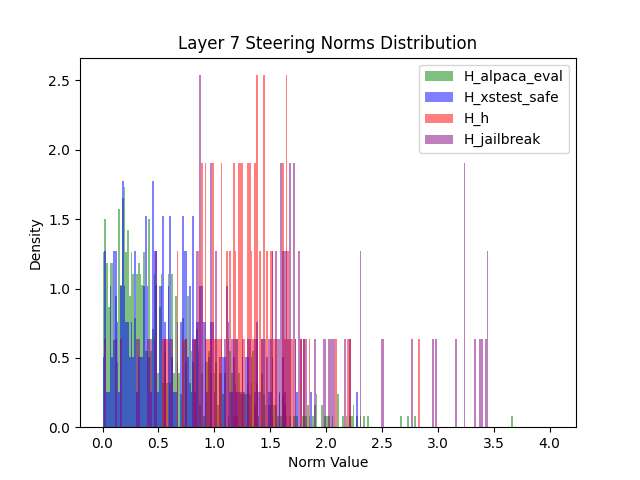 Layer 7 Steering Norms Distribution
H_alpaca_eval
H_xstest_safe
H_h
H_jailbreak
Density
2.5
2.0
1.5
1.0
0.5
0.0
0.0 0.5 1.0 1.5 2.0 2.5 3.0 3.5 4.0
Norm Value